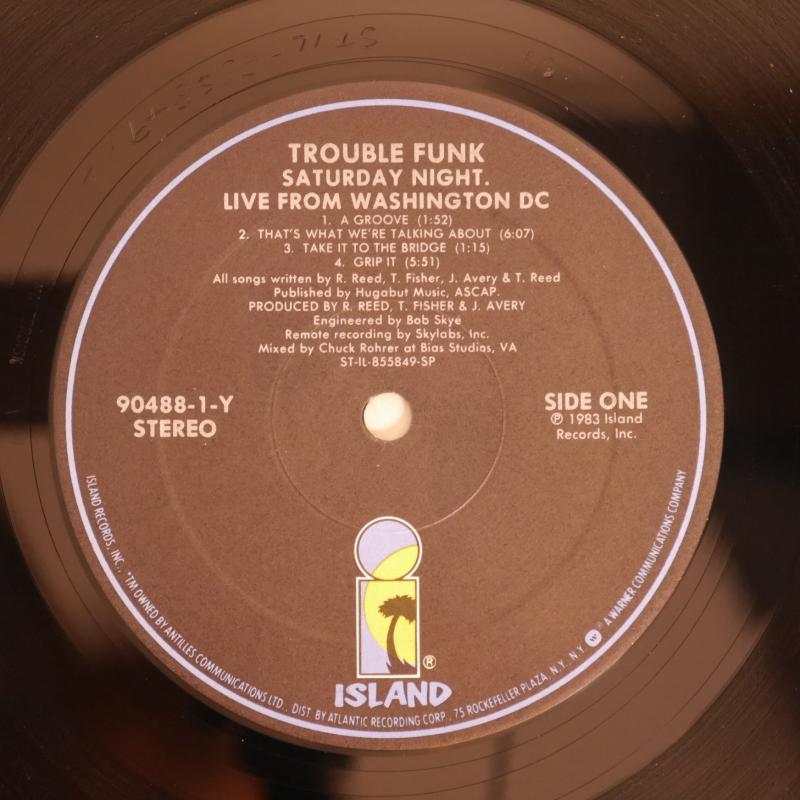 TROUBLE FUNK
SATURDAY NIGHT.
LIVE FROM WASHINGTON DC
1. A GROOVE (1:52)
2. THAT'S WHAT WE'RE TALKING ABOUT (6:07)
3. TAKE IT TO THE BRIDGE (1:15)
4. GRIP IT (5:51)
All songs written by R. Reed, T. Fisher, J. Avery & T. Reed
Published by Hugabut Music, ASCAP.
PRODUCED BY R. REED, T. FISHER & J. AVERY
Engineered by Bob Skye
Remote recording by Skylabs, Inc.
Mixed by Chuck Rohrer at Bias Studios, VA
ST-IL-855849-SP
90488-1-Y
STEREO
SIDE ONE
℗ 1983 Island
Records, Inc.
®
ISLAND
ISLAND RECORDS, INC., *TM OWNED BY ANTILLES COMMUNICATIONS LTD. DIST. BY ATLANTIC RECORDING CORP., 75 ROCKEFELLER PLAZA, N.Y., N.Y. W ® A WARNER COMMUNICATIONS COMPANY